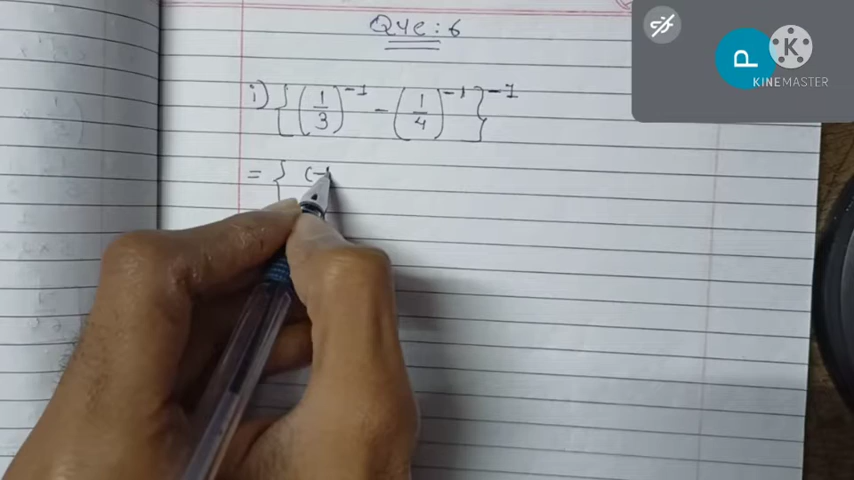 Que : 6
i) { (1/3)^-1 - (1/4)^-1 }^-1
= { (-
P K
KINEMASTER